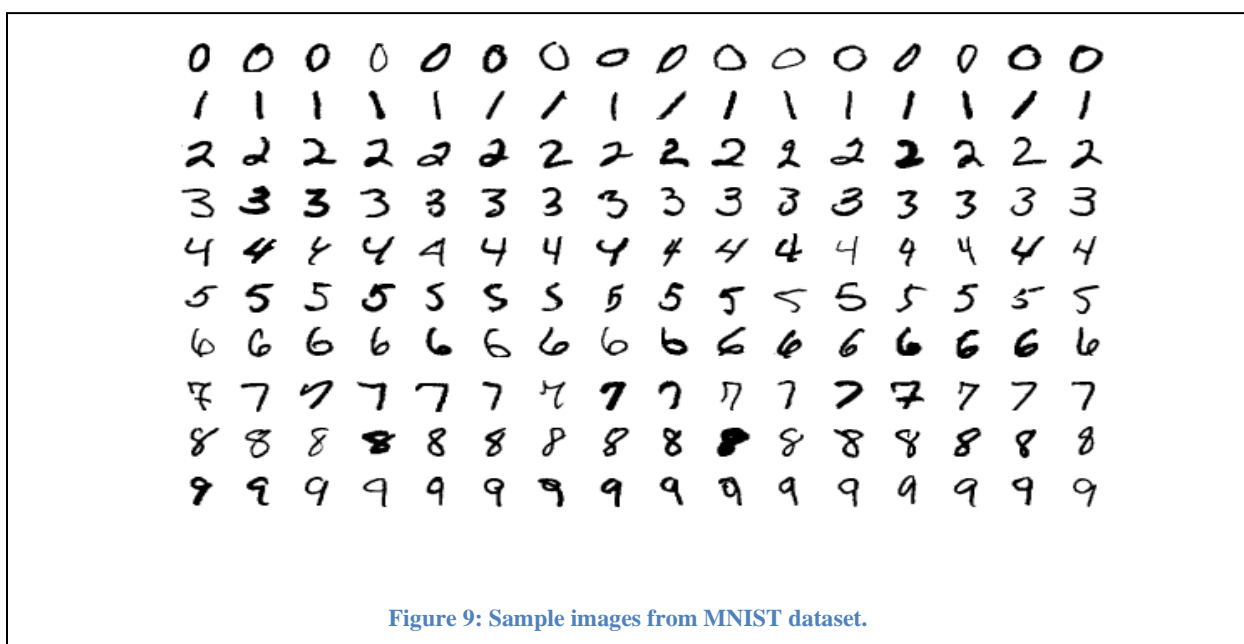 0 0 0 0 0 0 0 0 0 0 0 0 0 0 0 0
1 1 1 1 1 1 1 1 1 1 1 1 1 1 1 1
2 2 2 2 2 2 2 2 2 2 2 2 2 2 2 2
3 3 3 3 3 3 3 3 3 3 3 3 3 3 3 3
4 4 4 4 4 4 4 4 4 4 4 4 4 4 4 4
5 5 5 5 5 5 5 5 5 5 5 5 5 5 5 5
6 6 6 6 6 6 6 6 6 6 6 6 6 6 6 6
7 7 7 7 7 7 7 7 7 7 7 7 7 7 7 7
8 8 8 8 8 8 8 8 8 8 8 8 8 8 8 8
9 9 9 9 9 9 9 9 9 9 9 9 9 9 9 9
Figure 9: Sample images from MNIST dataset.